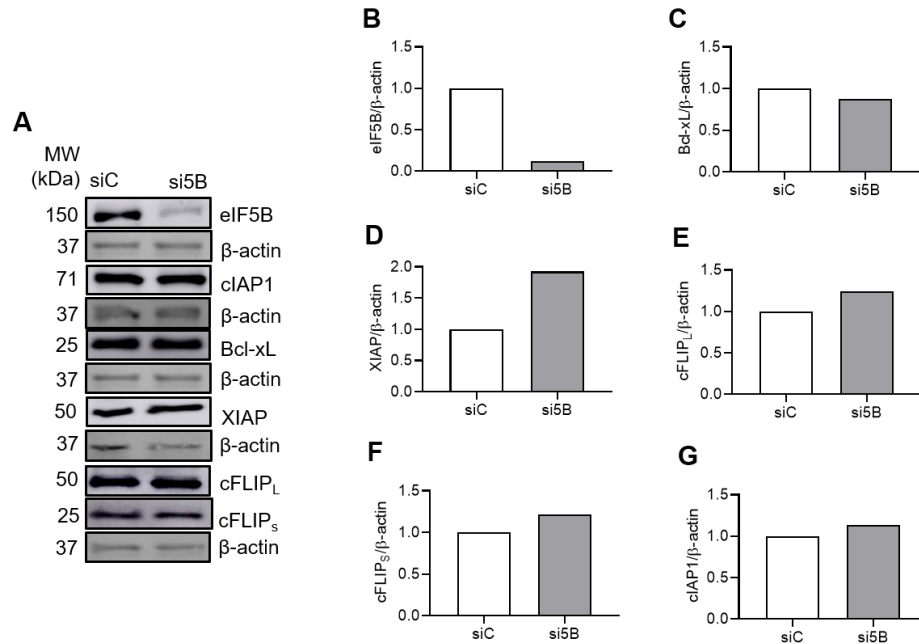 A
MW
(kDa)
siC si5B
150 eIF5B
37 β-actin
71 cIAP1
37 β-actin
25 Bcl-xL
37 β-actin
50 XIAP
37 β-actin
50 cFLIPL
25 cFLIPs
37 β-actin
B
eIF5B/β-actin
1.5
1.0
0.5
0.0
siC si5B
C
Bcl-xL/β-actin
1.5
1.0
0.5
0.0
siC si5B
D
XIAP/β-actin
2.0
1.5
1.0
0.5
0.0
siC si5B
E
cFLIPL/β-actin
1.5
1.0
0.5
0.0
siC si5B
F
cFLIPS/β-actin
1.5
1.0
0.5
0.0
siC si5B
G
cIAP1/β-actin
1.5
1.0
0.5
0.0
siC si5B